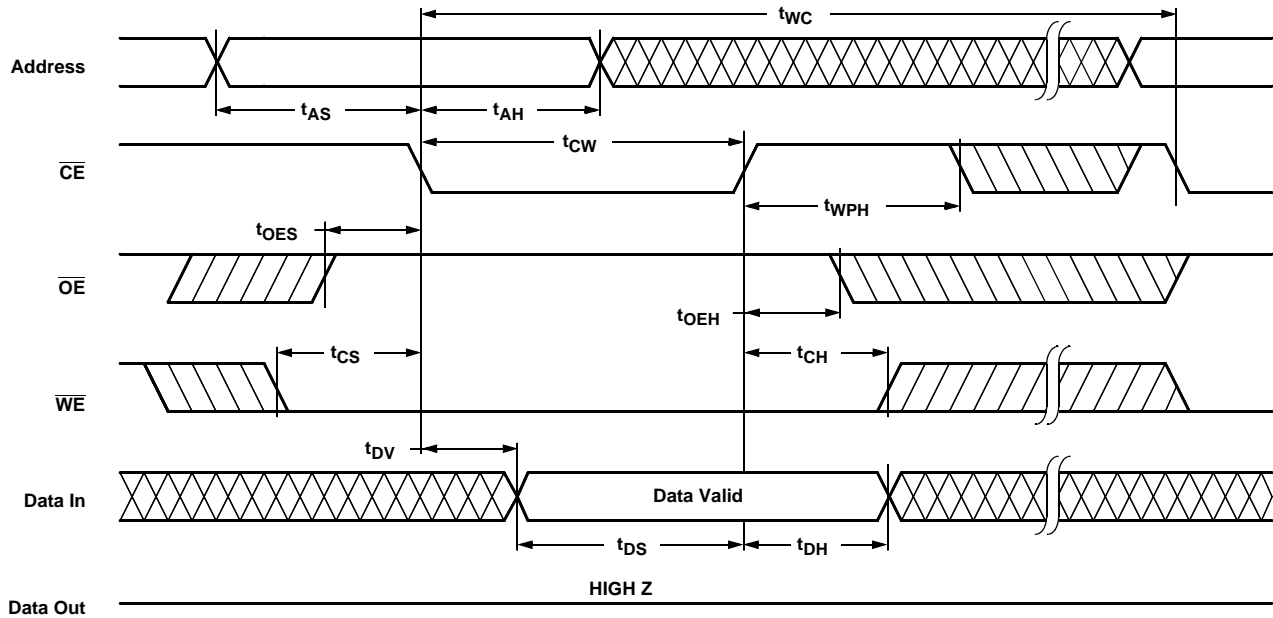 tWC
Address
tAS
tAH
tCW
CE
tWPH
tOES
OE
tOEH
tCS
tCH
WE
tDV
Data In
Data Valid
tDS
tDH
HIGH Z
Data Out